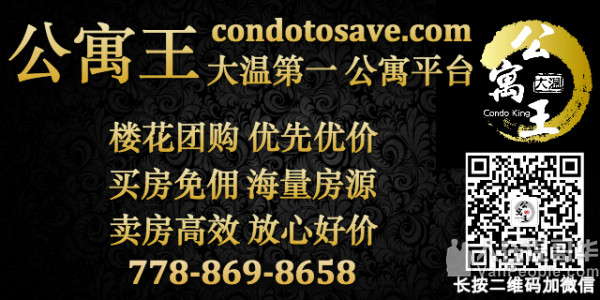 公寓王
condotosave.com
大温第一 公寓平台
公寓王
大温
Condo King
楼花团购 优先优价
买房免佣 海量房源
卖房高效 放心好价
778-869-8658
长按二维码加微信